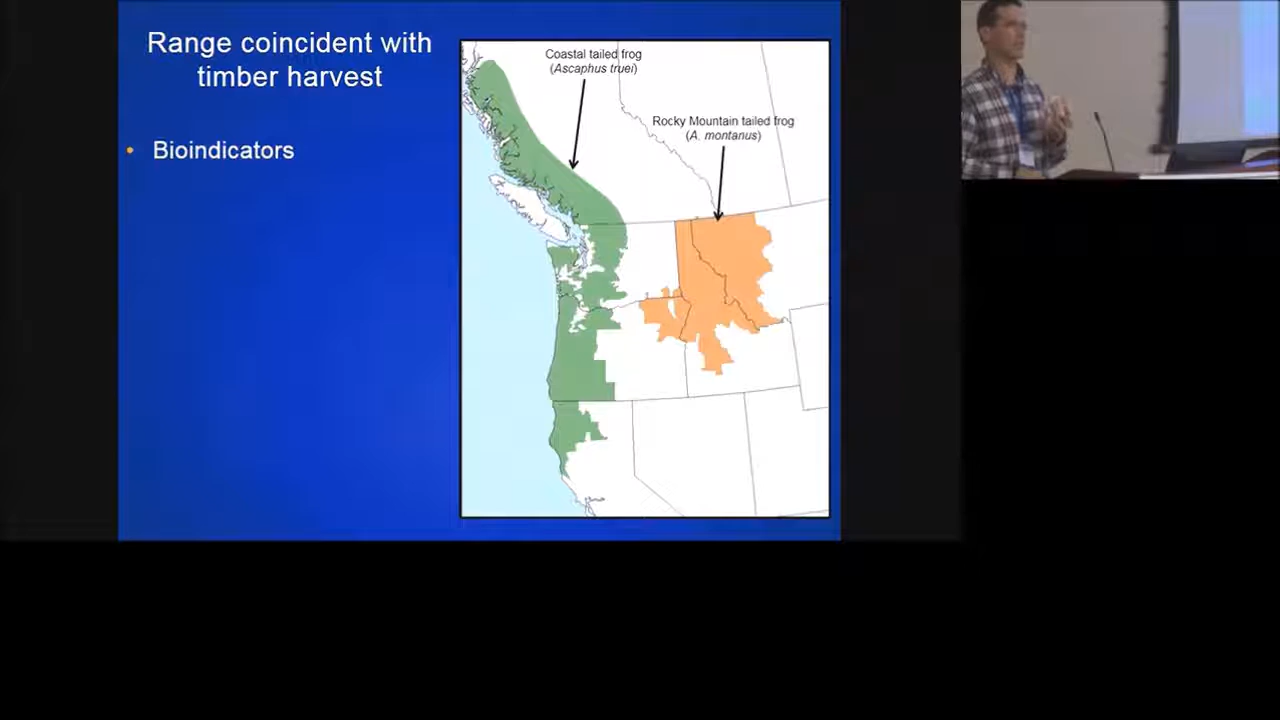 Range coincident with
timber harvest
• Bioindicators
Coastal tailed frog
(Ascaphus truei)
Rocky Mountain tailed frog
(A. montanus)